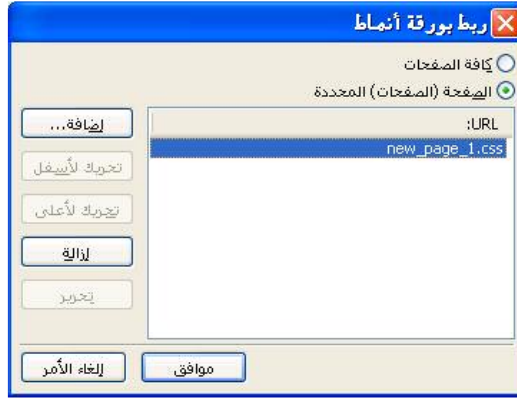 ربط بورقة أنماط
كافة الصفحات
الصفحة (الصفحات) المحددة
URL:
new_page_1.css
إضافة...
تحريك لأسفل
تحريك لأعلى
إزالة
تحرير
موافق
إلغاء الأمر